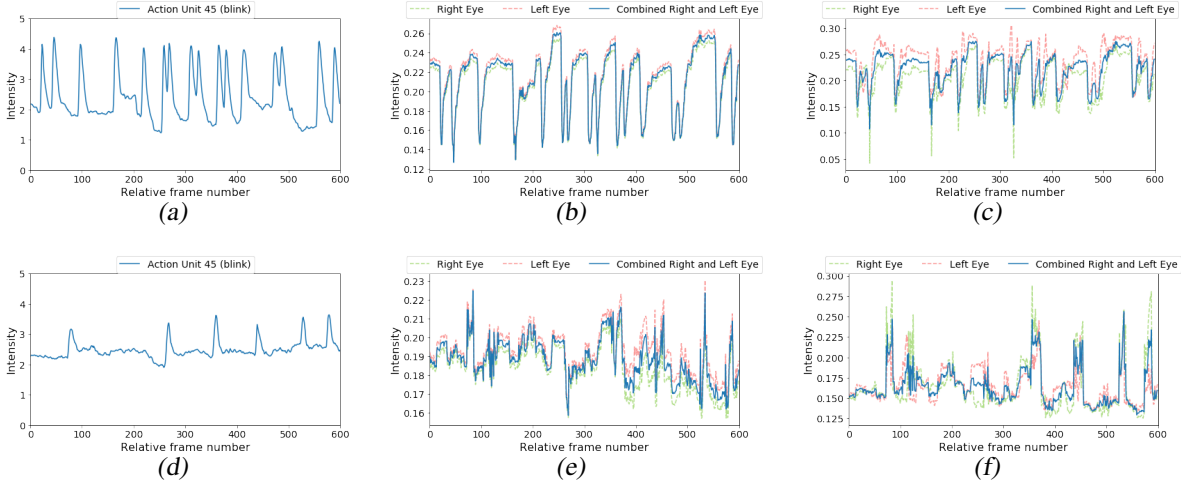 Action Unit 45 (blink)
5
4
3
2
1
0
Intensity
0 100 200 300 400 500 600
Relative frame number
(a)
Right Eye Left Eye Combined Right and Left Eye
0.26
0.24
0.22
0.20
0.18
0.16
0.14
0.12
Intensity
0 100 200 300 400 500 600
Relative frame number
(b)
Right Eye Left Eye Combined Right and Left Eye
0.30
0.25
0.20
0.15
0.10
0.05
Intensity
0 100 200 300 400 500 600
Relative frame number
(c)
Action Unit 45 (blink)
5
4
3
2
1
0
Intensity
0 100 200 300 400 500 600
Relative frame number
(d)
Right Eye Left Eye Combined Right and Left Eye
0.23
0.22
0.21
0.20
0.19
0.18
0.17
0.16
Intensity
0 100 200 300 400 500 600
Relative frame number
(e)
Right Eye Left Eye Combined Right and Left Eye
0.300
0.275
0.250
0.225
0.200
0.175
0.150
0.125
Intensity
0 100 200 300 400 500 600
Relative frame number
(f)